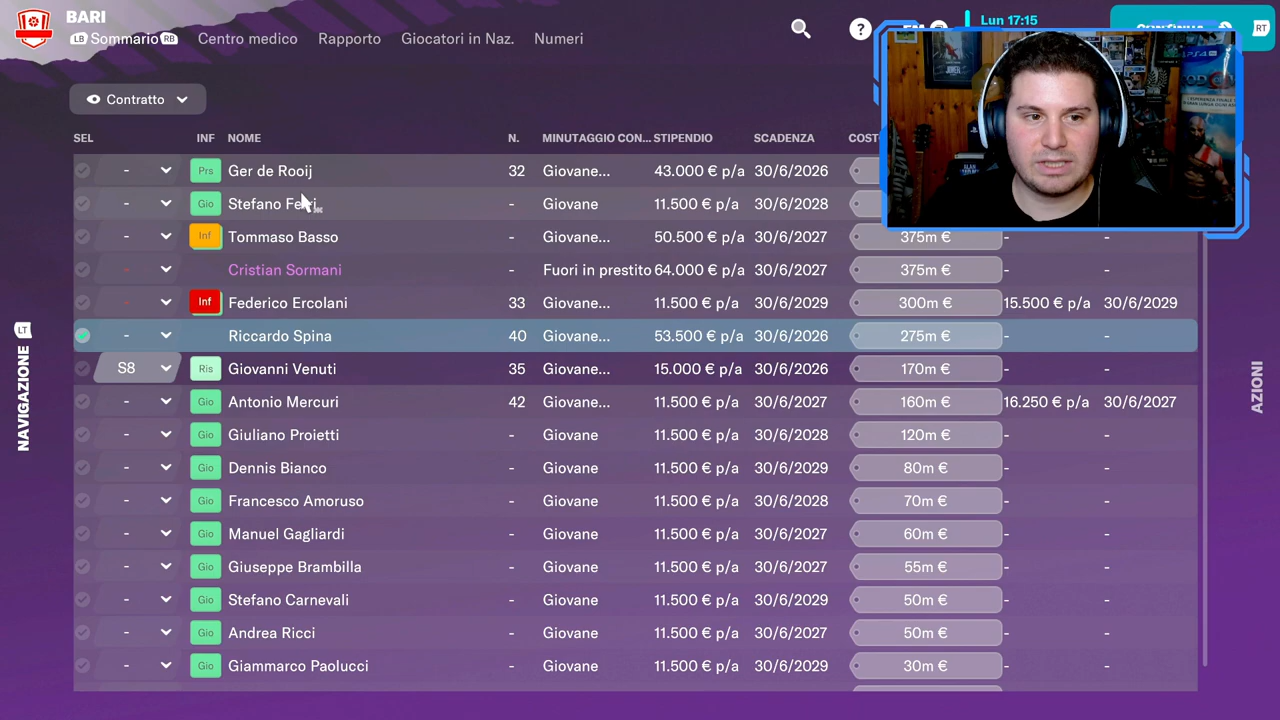 BARI
Lun 17:15
LB Sommario RB Centro medico Rapporto Giocatori in Naz. Numeri
? RT
Contratto
SEL INF NOME N. MINUTAGGIO CON... STIPENDIO SCADENZA
- Prs Ger de Rooij 32 Giovane... 43.000 € p/a 30/6/2026
- Gio Stefano - Giovane 11.500 € p/a 30/6/2028
- Inf Tommaso Basso - Giovane... 50.500 € p/a 30/6/2027 375m €
- Cristian Sormani - Fuori in prestito 64.000 € p/a 30/6/2027 375m € - -
- Inf Federico Ercolani 33 Giovane... 11.500 € p/a 30/6/2029 300m € 15.500 € p/a 30/6/2029
- Riccardo Spina 40 Giovane... 53.500 € p/a 30/6/2026 275m € - -
S8 Ris Giovanni Venuti 35 Giovane... 15.000 € p/a 30/6/2026 170m € - -
- Gio Antonio Mercuri 42 Giovane... 11.500 € p/a 30/6/2027 160m € 16.250 € p/a 30/6/2027
- Gio Giuliano Proietti - Giovane 11.500 € p/a 30/6/2028 120m € - -
- Gio Dennis Bianco - Giovane 11.500 € p/a 30/6/2029 80m € - -
- Gio Francesco Amoruso - Giovane 11.500 € p/a 30/6/2028 70m € - -
- Gio Manuel Gagliardi - Giovane 11.500 € p/a 30/6/2027 60m € - -
- Gio Giuseppe Brambilla - Giovane 11.500 € p/a 30/6/2027 55m € - -
- Gio Stefano Carnevali - Giovane 11.500 € p/a 30/6/2029 50m € - -
- Gio Andrea Ricci - Giovane 11.500 € p/a 30/6/2027 50m € - -
- Gio Giammarco Paolucci - Giovane 11.500 € p/a 30/6/2029 30m € - -
NAVIGAZIONE LT
AZIONI
PS4